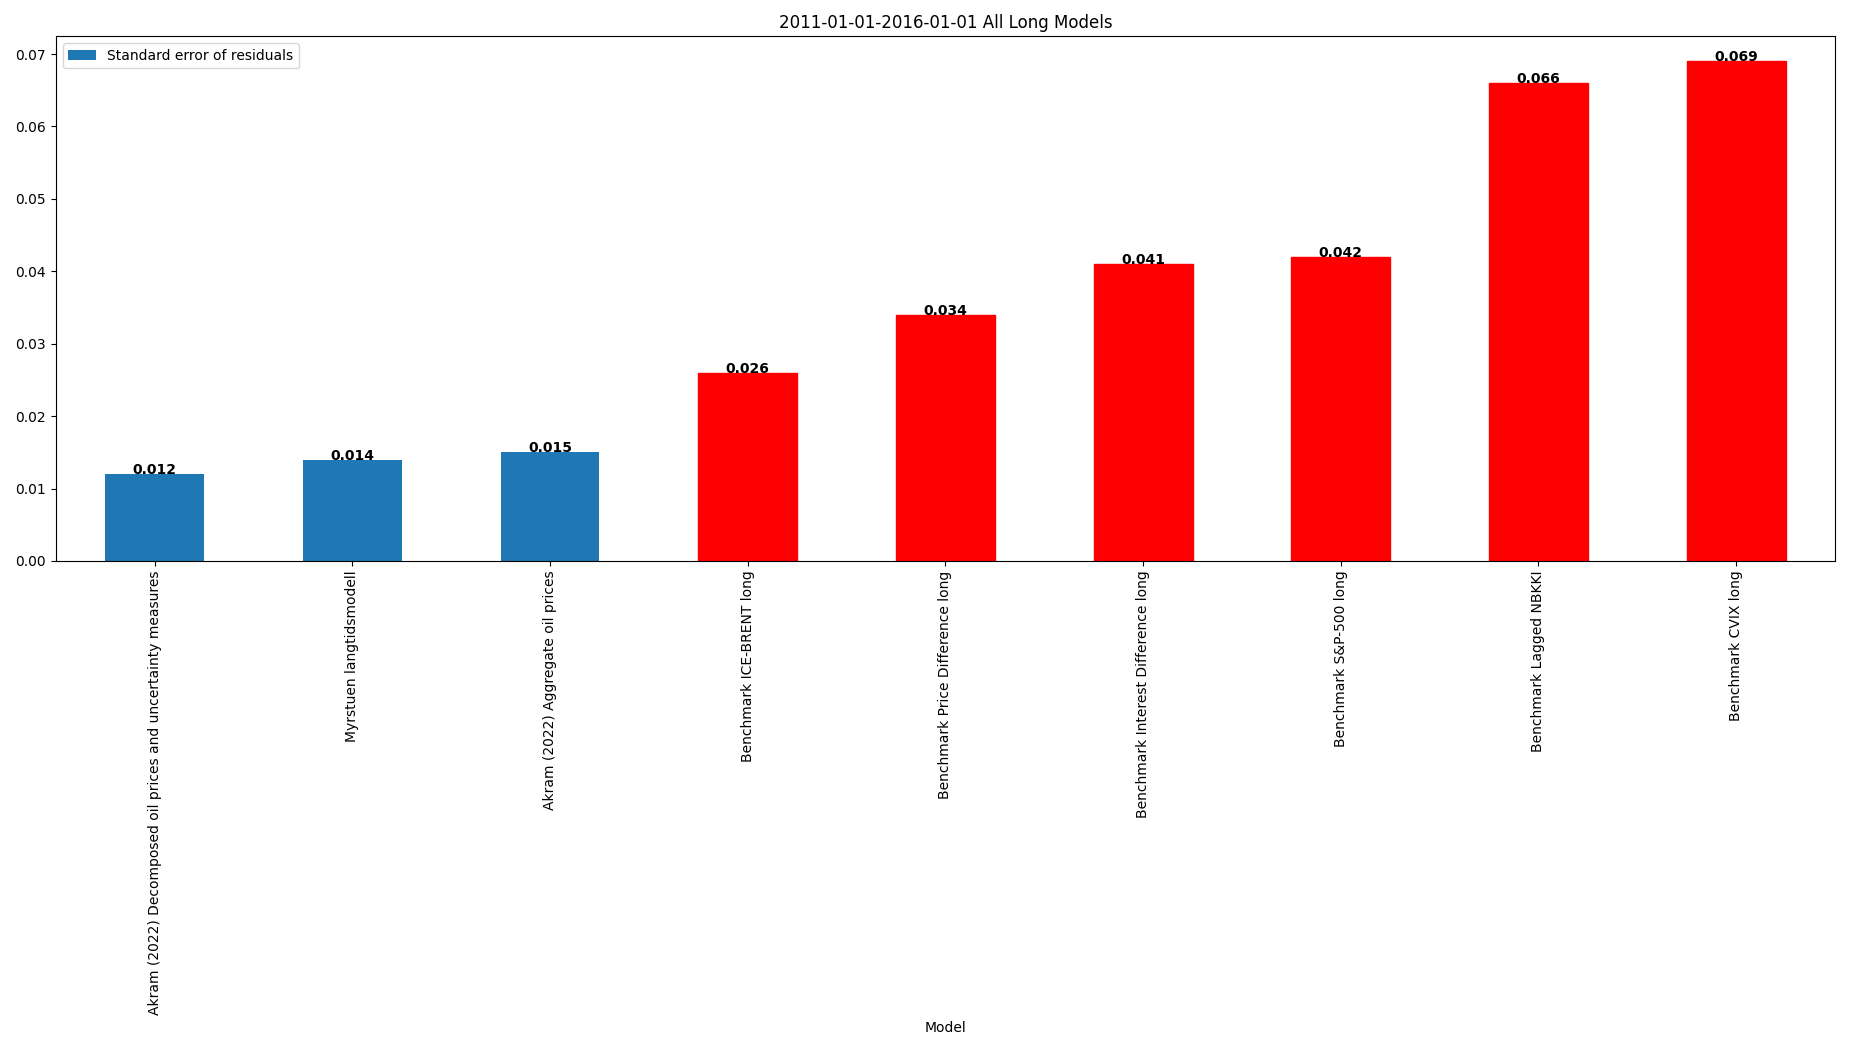 2011-01-01-2016-01-01 All Long Models
Standard error of residuals
0.07
0.06
0.05
0.04
0.03
0.02
0.01
0.00
0.012
0.014
0.015
0.026
0.034
0.041
0.042
0.066
0.069
Akram (2022) Decomposed oil prices and uncertainty measures
Myrstuen langtidsmodell
Akram (2022) Aggregate oil prices
Benchmark ICE-BRENT long
Benchmark Price Difference long
Benchmark Interest Difference long
Benchmark S&P-500 long
Benchmark Lagged NBKKI
Benchmark CVIX long
Model